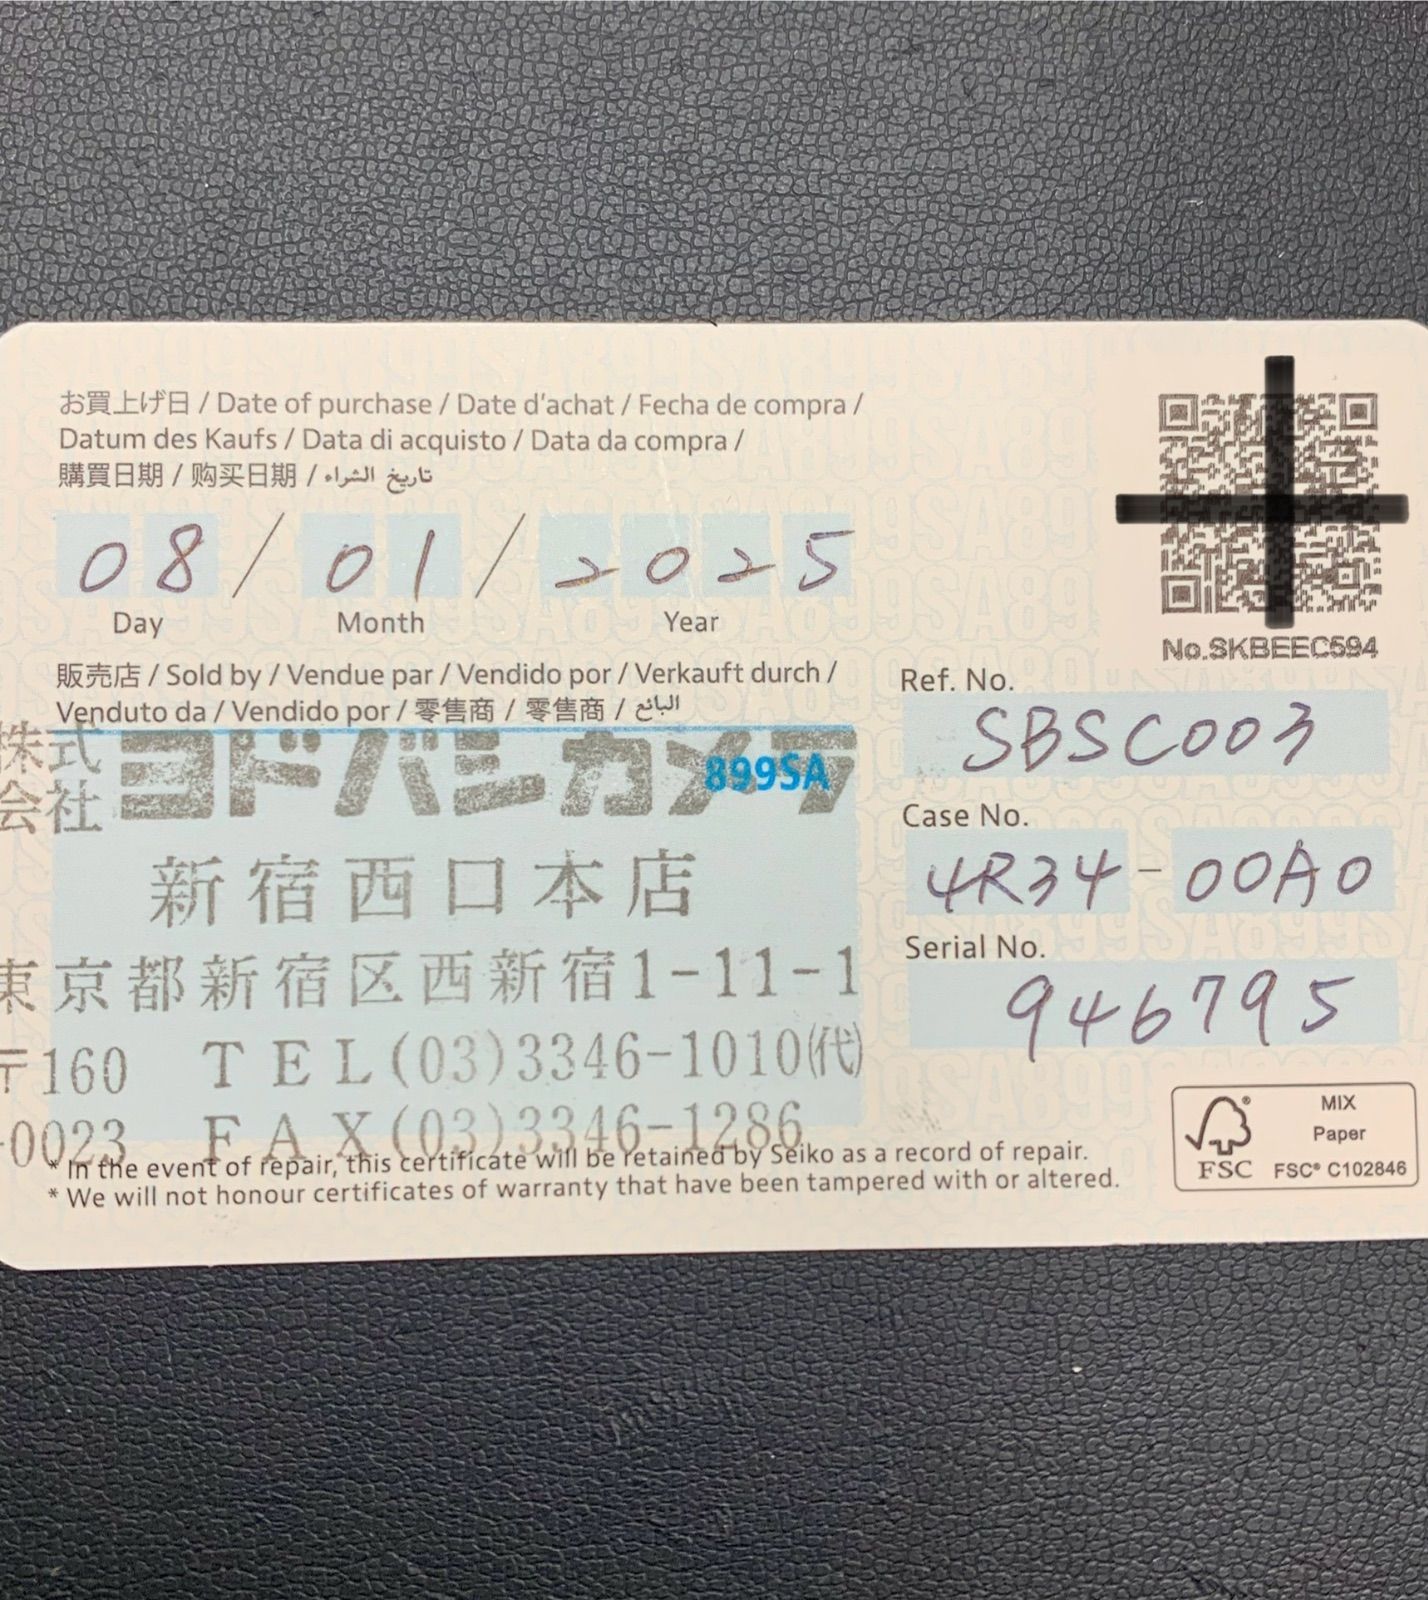 お買上げ日 / Date of purchase / Date d'achat / Fecha de compra /
Datum des Kaufs / Data di acquisto / Data da compra /
購買日期 / 购买日期 / تاريخ الشراء
08 / 01 / 2025
Day Month Year
No.SKBEEC594
販売店 / Sold by / Vendue par / Vendido por / Verkauft durch /
Venduto da / Vendido por / 零售商 / 零售商 / البائع
株式会社 ヨドバシカメラ
899SA
新宿西口本店
東京都新宿区西新宿1-11-1
〒160 TEL(03)3346-1010(代)
-0023 FAX(03)3346-1286
Ref. No.
SBSC003
Case No.
4R34-00A0
Serial No.
946795
* In the event of repair, this certificate will be retained by Seiko as a record of repair.
* We will not honour certificates of warranty that have been tampered with or altered.
FSC
MIX
Paper
FSC® C102846